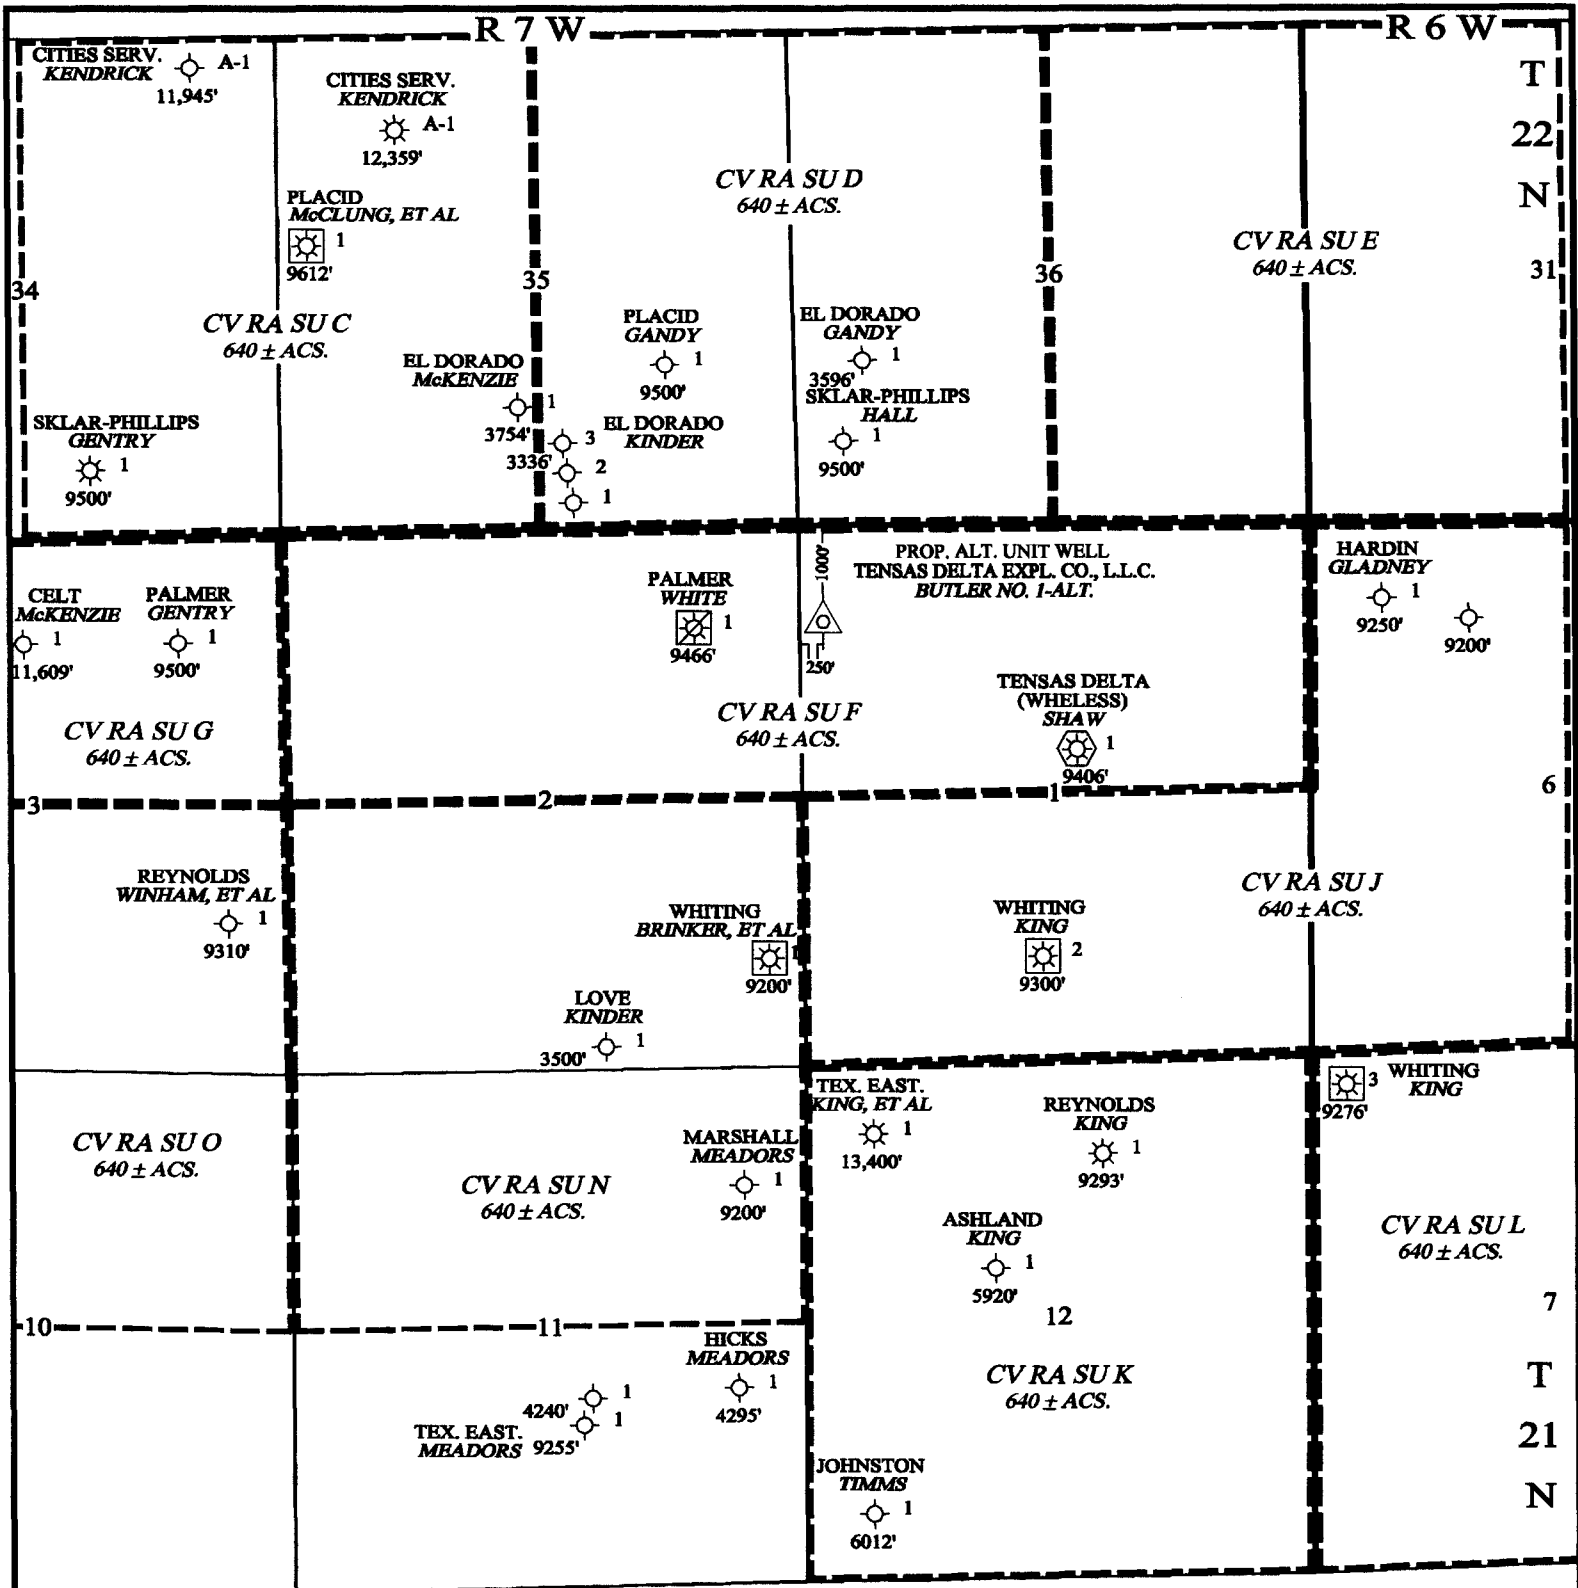 R 7 W
R 6 W
T
22
N
CITIES SERV.
KENDRICK
A-1
11,945'
CITIES SERV.
KENDRICK
A-1
12,359'
PLACID
McCLUNG, ET AL
1
9612'
CV RA SU D
640 ± ACS.
CV RA SU E
640 ± ACS.
34
35
36
31
CV RA SU C
640 ± ACS.
PLACID
GANDY
1
9500'
EL DORADO
GANDY
1
3596'
EL DORADO
McKENZIE
1
3754'
SKLAR-PHILLIPS
HALL
1
9500'
SKLAR-PHILLIPS
GENTRY
1
9500'
EL DORADO
KINDER
3
3336'
2
1
CELT
McKENZIE
1
11,609'
PALMER
GENTRY
1
9500'
PALMER
WHITE
1
9466'
1000'
250'
PROP. ALT. UNIT WELL
TENSAS DELTA EXPL. CO., L.L.C.
BUTLER NO. 1-ALT.
HARDIN
GLADNEY
1
9250'
9200'
TENSAS DELTA
(WHELESS)
SHAW
1
9406'
CV RA SU G
640 ± ACS.
CV RA SU F
640 ± ACS.
3
2
1
6
REYNOLDS
WINHAM, ET AL
1
9310'
WHITING
BRINKER, ET AL
1
9200'
WHITING
KING
2
9300'
CV RA SU J
640 ± ACS.
LOVE
KINDER
1
3500'
TEX. EAST.
KING, ET AL
1
13,400'
REYNOLDS
KING
1
9293'
3
WHITING
KING
9276'
CV RA SU O
640 ± ACS.
MARSHALL
MEADORS
1
9200'
CV RA SU N
640 ± ACS.
ASHLAND
KING
1
5920'
CV RA SU L
640 ± ACS.
10
11
12
7
HICKS
MEADORS
1
4295'
CV RA SU K
640 ± ACS.
1
4240'
1
TEX. EAST.
MEADORS
9255'
JOHNSTON
TIMMS
1
6012'
T
21
N